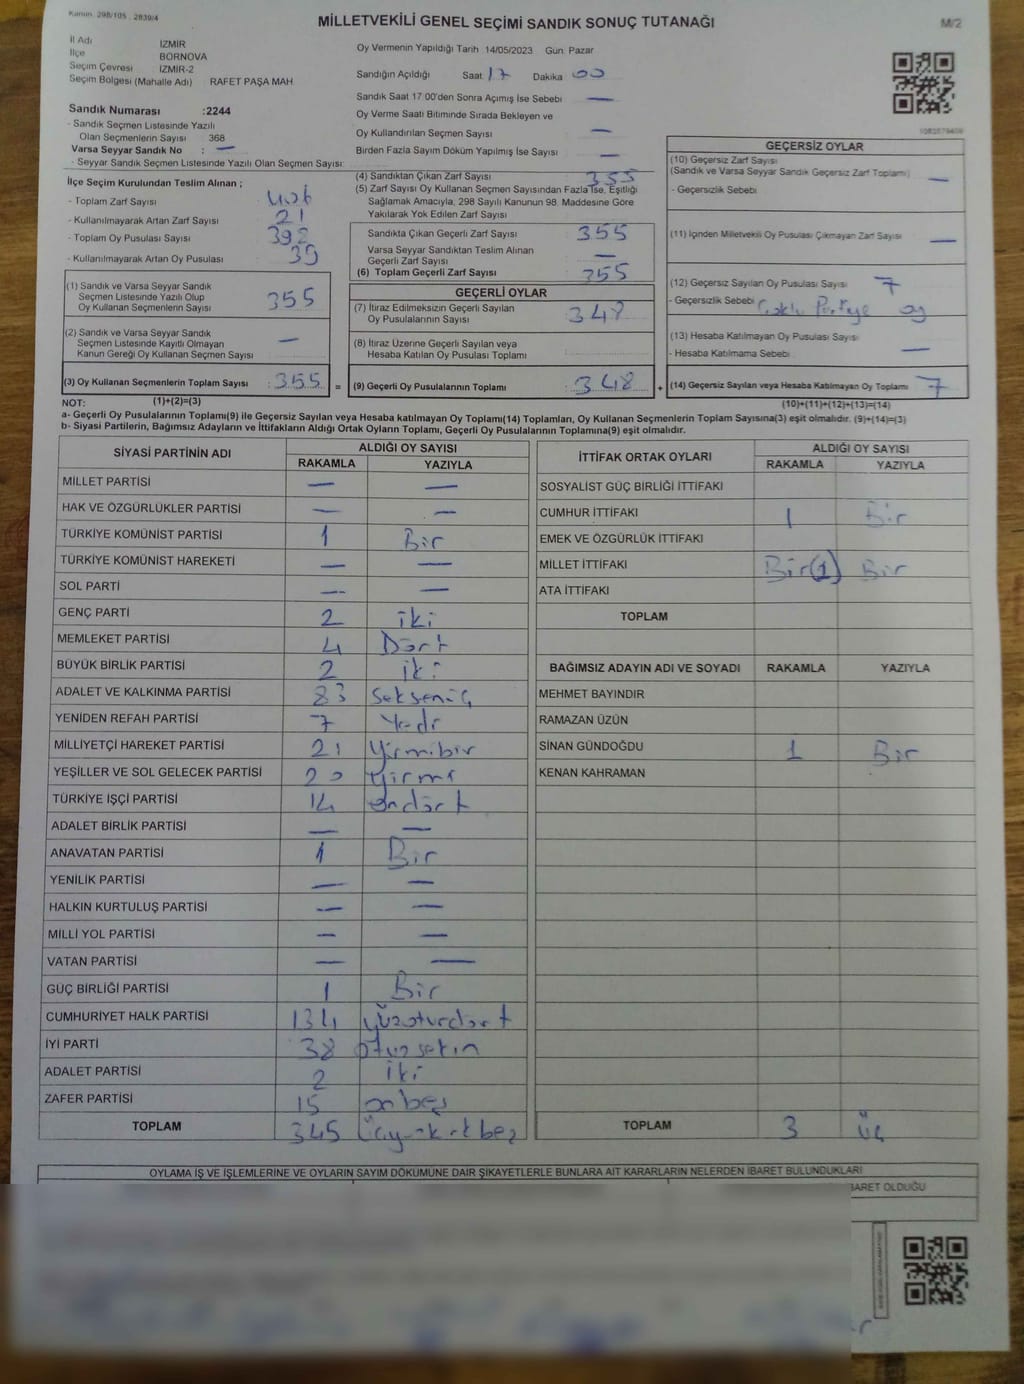 Kanun: 298/105 , 2839/4
MİLLETVEKİLİ GENEL SEÇİMİ SANDIK SONUÇ TUTANAĞI
M/2
İl Adı İZMİR
İlçe BORNOVA
Seçim Çevresi İZMİR-2
Seçim Bölgesi (Mahalle Adı) RAFET PAŞA MAH
Sandık Numarası :2244
- Sandık Seçmen Listesinde Yazılı
Olan Seçmenlerin Sayısı 368
Varsa Seyyar Sandık No : —
- Seyyar Sandık Seçmen Listesinde Yazılı Olan Seçmen Sayısı:
Oy Vermenin Yapıldığı Tarih 14/05/2023 Gün: Pazar
Sandığın Açıldığı Saat 17 Dakika 00
Sandık Saat 17:00'den Sonra Açımış İse Sebebi —
Oy Verme Saati Bitiminde Sırada Bekleyen ve
Oy Kullandırılan Seçmen Sayısı —
Birden Fazla Sayım Döküm Yapılmış İse Sayısı —
İlçe Seçim Kurulundan Teslim Alınan ;
- Toplam Zarf Sayısı
- Kullanılmayarak Artan Zarf Sayısı 21
- Toplam Oy Pusulası Sayısı 392
- Kullanılmayarak Artan Oy Pusulası 39
(4) Sandıktan Çıkan Zarf Sayısı 355
(5) Zarf Sayısı Oy Kullanan Seçmen Sayısından Fazla İse, Eşitliği
Sağlamak Amacıyla, 298 Sayılı Kanunun 98. Maddesine Göre
Yakılarak Yok Edilen Zarf Sayısı
Sandıkta Çıkan Geçerli Zarf Sayısı 355
Varsa Seyyar Sandıktan Teslim Alınan
Geçerli Zarf Sayısı —
(6) Toplam Geçerli Zarf Sayısı 355
GEÇERSİZ OYLAR
(10) Geçersiz Zarf Sayısı
(Sandık ve Varsa Seyyar Sandık Geçersiz Zarf Toplamı) —
- Geçersizlik Sebebi
(11) İçinden Milletvekili Oy Pusulası Çıkmayan Zarf Sayısı —
(12) Geçersiz Sayılan Oy Pusulası Sayısı 7
- Geçersizlik Sebebi Çoklu Partiye oy
(13) Hesaba Katılmayan Oy Pusulası Sayısı
- Hesaba Katılmama Sebebi —
(14) Geçersiz Sayılan veya Hesaba Katılmayan Oy Toplamı 7
(10)+(11)+(12)+(13)=(14)
(1) Sandık ve Varsa Seyyar Sandık
Seçmen Listesinde Yazılı Olup
Oy Kullanan Seçmenlerin Sayısı 355
(2) Sandık ve Varsa Seyyar Sandık
Seçmen Listesinde Kayıtlı Olmayan
Kanun Gereği Oy Kullanan Seçmen Sayısı —
(3) Oy Kullanan Seçmenlerin Toplam Sayısı : 355 =
(1)+(2)=(3)
GEÇERLİ OYLAR
(7) İtiraz Edilmeksizin Geçerli Sayılan
Oy Pusulalarının Sayısı 348
(8) İtiraz Üzerine Geçerli Sayılan veya
Hesaba Katılan Oy Pusulası Toplamı
(9) Geçerli Oy Pusulalarının Toplamı 348 +
NOT:
a- Geçerli Oy Pusulalarının Toplamı(9) ile Geçersiz Sayılan veya Hesaba katılmayan Oy Toplamı(14) Toplamları, Oy Kullanan Seçmenlerin Toplam Sayısına(3) eşit olmalıdır. (9)+(14)=(3)
b- Siyasi Partilerin, Bağımsız Adayların ve İttifakların Aldığı Ortak Oyların Toplamı, Geçerli Oy Pusulalarının Toplamına(9) eşit olmalıdır.
SİYASİ PARTİNİN ADI ALDIĞI OY SAYISI
RAKAMLA YAZIYLA
MİLLET PARTİSİ — —
HAK VE ÖZGÜRLÜKLER PARTİSİ — —
TÜRKİYE KOMÜNİST PARTİSİ 1 Bir
TÜRKİYE KOMÜNİST HAREKETİ — —
SOL PARTİ — —
GENÇ PARTİ 2 iki
MEMLEKET PARTİSİ 4 Dört
BÜYÜK BİRLİK PARTİSİ 2 iki
ADALET VE KALKINMA PARTİSİ 83 seksenüç
YENİDEN REFAH PARTİSİ 7 Yedi
MİLLİYETÇİ HAREKET PARTİSİ 21 Yirmibir
YEŞİLLER VE SOL GELECEK PARTİSİ 20 yirmi
TÜRKİYE İŞÇİ PARTİSİ 14 ondört
ADALET BİRLİK PARTİSİ — —
ANAVATAN PARTİSİ 1 Bir
YENİLİK PARTİSİ — —
HALKIN KURTULUŞ PARTİSİ — —
MİLLİ YOL PARTİSİ — —
VATAN PARTİSİ — —
GÜÇ BİRLİĞİ PARTİSİ 1 Bir
CUMHURİYET HALK PARTİSİ 134 yüzoturdört
İYİ PARTİ 38 otuzsekin
ADALET PARTİSİ 2 İki
ZAFER PARTİSİ 15 onbeş
TOPLAM 345
İTTİFAK ORTAK OYLARI ALDIĞI OY SAYISI
RAKAMLA YAZIYLA
SOSYALİST GÜÇ BİRLİĞİ İTTİFAKI
CUMHUR İTTİFAKI 1 Bir
EMEK VE ÖZGÜRLÜK İTTİFAKI
MİLLET İTTİFAKI Bir(1) Bir
ATA İTTİFAKI
TOPLAM
BAĞIMSIZ ADAYIN ADI VE SOYADI RAKAMLA YAZIYLA
MEHMET BAYINDIR
RAMAZAN ÜZÜN
SİNAN GÜNDOĞDU 1 Bir
KENAN KAHRAMAN
TOPLAM 3 üç
OYLAMA İŞ VE İŞLEMLERİNE VE OYLARIN SAYIM DÖKÜMÜNE DAİR ŞİKAYETLERLE BUNLARA AİT KARARLARIN NELERDEN İBARET BULUNDUKLARI
BARET OLDUĞU